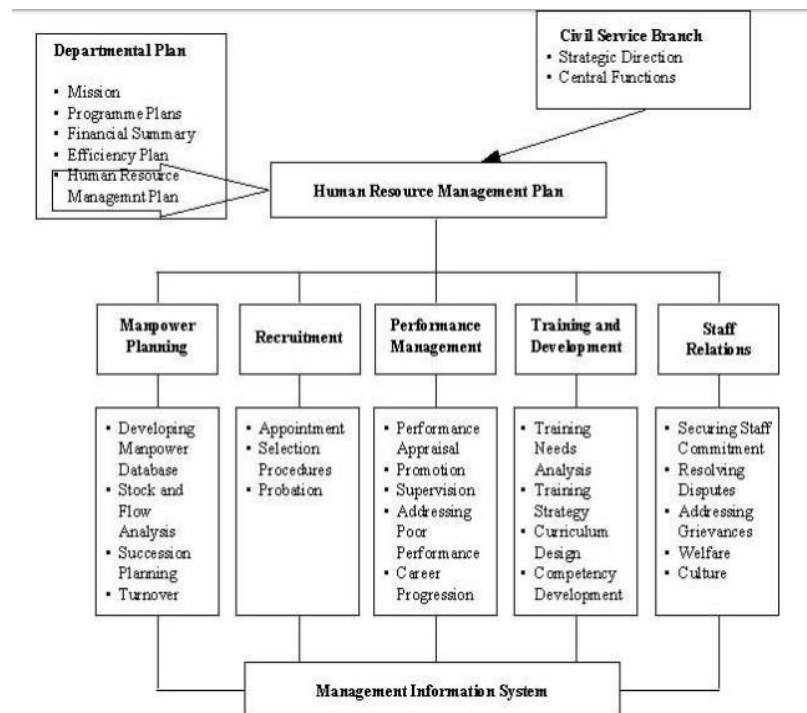 Departmental Plan
▪ Mission
▪ Programme Plans
▪ Financial Summary
▪ Efficiency Plan
▪ Human Resource
Managemnt Plan
Civil Service Branch
▪ Strategic Direction
▪ Central Functions
Human Resource Management Plan
Manpower
Planning
Recruitment
Performance
Management
Training and
Development
Staff
Relations
▪ Developing
Manpower
Database
▪ Stock and
Flow
Analysis
▪ Succession
Planning
▪ Turnover
▪ Appointment
▪ Selection
Procedures
▪ Probation
▪ Performance
Appraisal
▪ Promotion
▪ Supervision
▪ Addressing
Poor
Performance
▪ Career
Progression
▪ Training
Needs
Analysis
▪ Training
Strategy
▪ Curriculum
Design
▪ Competency
Development
▪ Securing Staff
Commitment
▪ Resolving
Disputes
▪ Addressing
Grievances
▪ Welfare
▪ Culture
Management Information System